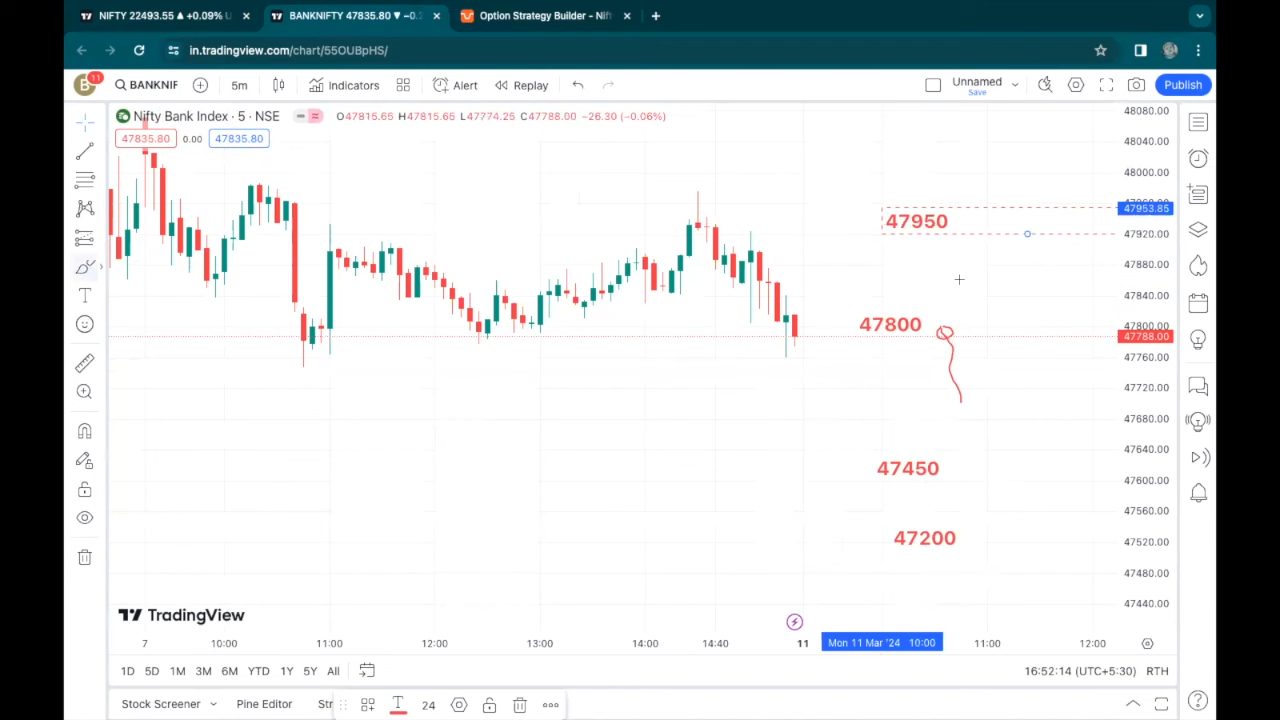 NIFTY 22493.55 ▲ +0.09% U
BANKNIFTY 47835.80 ▼ −0.
Option Strategy Builder - Nif
in.tradingview.com/chart/55OUBpHS/
B 11 BANKNIF 5m Indicators Alert Replay Unnamed Save Publish
Nifty Bank Index · 5 · NSE O47815.65 H47815.65 L47774.25 C47788.00 −26.30 (−0.06%)
47835.80 0.00 47835.80
48080.00
48040.00
48000.00
47953.85
47950
47920.00
47880.00
47840.00
47800
47800.00
47788.00
47760.00
47720.00
47680.00
47640.00
47450
47600.00
47560.00
47200
47520.00
47480.00
47440.00
TradingView
7 10:00 11:00 12:00 13:00 14:00 14:40 11 Mon 11 Mar '24 10:00 11:00 12:00
1D 5D 1M 3M 6M YTD 1Y 5Y All 16:52:14 (UTC+5:30) RTH
Stock Screener Pine Editor Str T 24